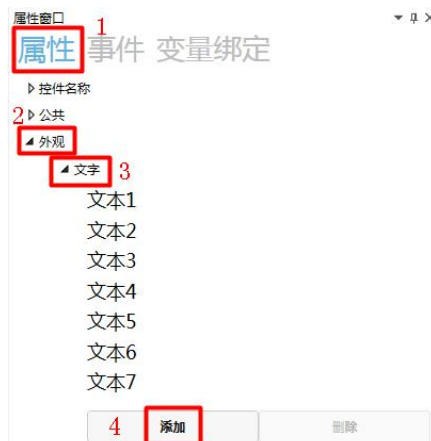 属性窗口
1
属性 事件 变量绑定
控件名称
2 公共
外观
文字 3
文本1
文本2
文本3
文本4
文本5
文本6
文本7
4 添加 删除